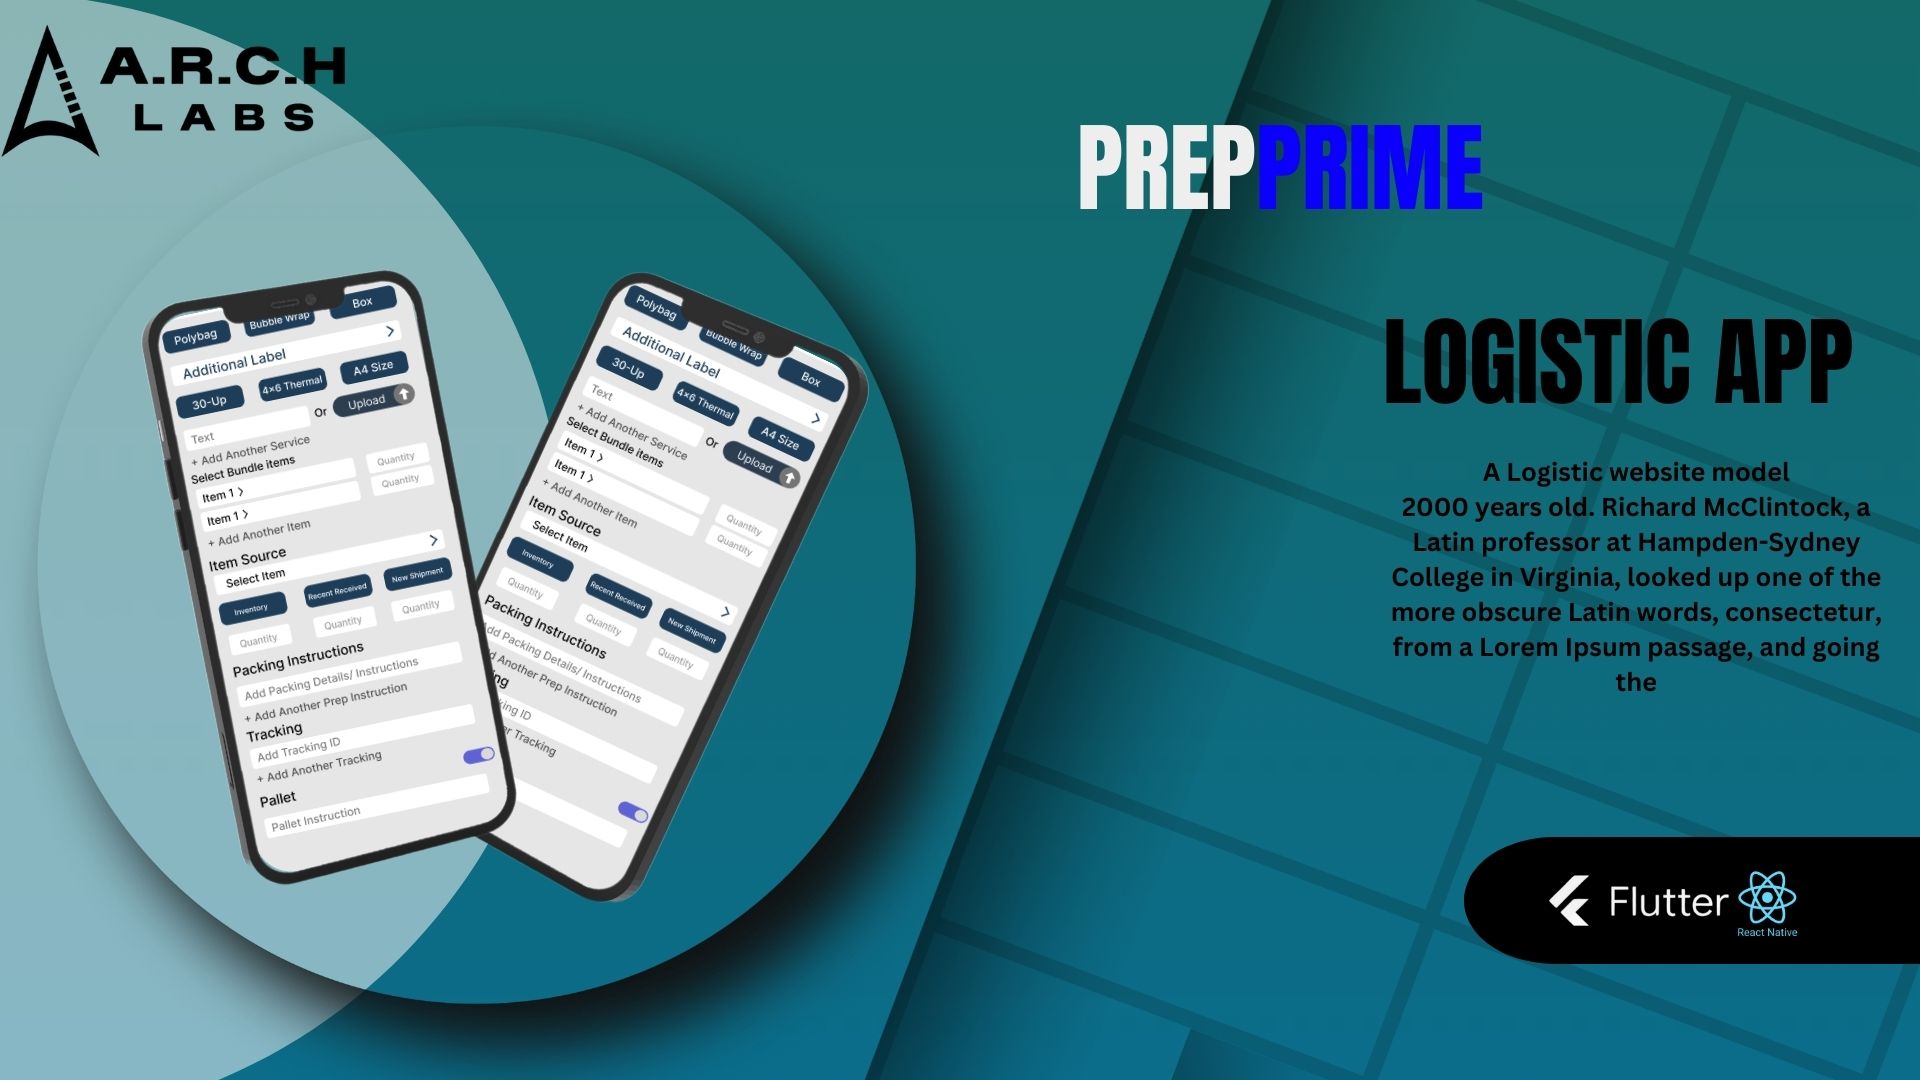 A.R.C.H
LABS
PREPPRIME
LOGISTIC APP
A Logistic website model
2000 years old. Richard McClintock, a
Latin professor at Hampden-Sydney
College in Virginia, looked up one of the
more obscure Latin words, consectetur,
from a Lorem Ipsum passage, and going
the
Flutter
React Native
Polybag
Bubble Wrap
Box
Additional Label
30-Up
4×6 Thermal
A4 Size
Text
Or
Upload
+ Add Another Service
Select Bundle items
Item 1
Quantity
Item 1
Quantity
+ Add Another Item
Item Source
Select Item
Inventory
Recent Received
New Shipment
Quantity
Quantity
Quantity
Packing Instructions
Add Packing Details/ Instructions
+ Add Another Prep Instruction
Tracking
Add Tracking ID
+ Add Another Tracking
Pallet
Pallet Instruction
Polybag
Bubble Wrap
Box
Additional Label
30-Up
4×6 Thermal
A4 Size
Text
Or
Upload
+ Add Another Service
Select Bundle items
Item 1
Quantity
Item 1
Quantity
+ Add Another Item
Item Source
Select Item
Inventory
Recent Received
New Shipment
Quantity
Quantity
Quantity
Packing Instructions
dd Packing Details/ Instructions
d Another Prep Instruction
ng
king ID
er Tracking